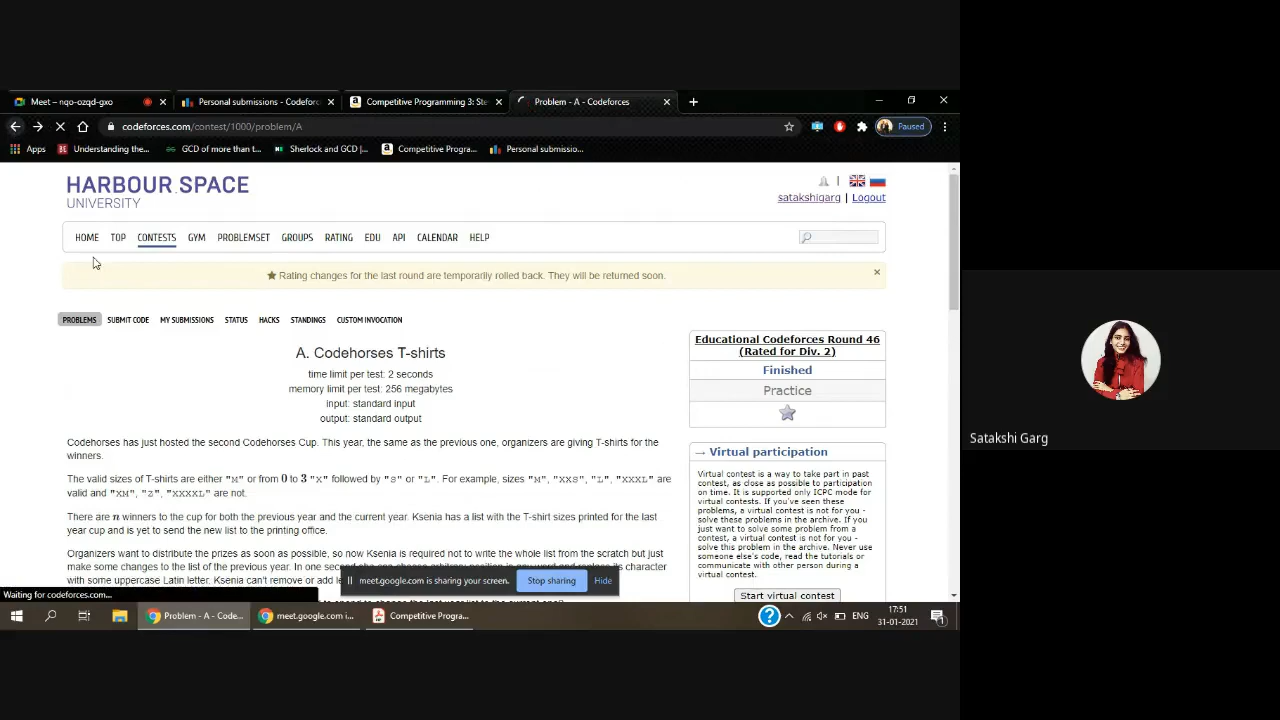 Meet – nqo-ozqd-gxo
Personal submissions - Codeforc
Competitive Programming 3: Ste
Problem - A - Codeforces
codeforces.com/contest/1000/problem/A
Paused
Apps
Understanding the...
GCD of more than t...
Sherlock and GCD |...
Competitive Progra...
Personal submissio...
HARBOUR.SPACE
UNIVERSITY
satakshigarg | Logout
HOME TOP CONTESTS GYM PROBLEMSET GROUPS RATING EDU API CALENDAR HELP
Rating changes for the last round are temporarily rolled back. They will be returned soon.
PROBLEMS SUBMIT CODE MY SUBMISSIONS STATUS HACKS STANDINGS CUSTOM INVOCATION
A. Codehorses T-shirts
time limit per test: 2 seconds
memory limit per test: 256 megabytes
input: standard input
output: standard output
Codehorses has just hosted the second Codehorses Cup. This year, the same as the previous one, organizers are giving T-shirts for the
winners.
The valid sizes of T-shirts are either "M" or from 0 to 3 "X" followed by "S" or "L". For example, sizes "M", "XXS", "L", "XXXL" are
valid and "XM", "Z", "XXXXL" are not.
There are n winners to the cup for both the previous year and the current year. Ksenia has a list with the T-shirt sizes printed for the last
year cup and is yet to send the new list to the printing office.
Organizers want to distribute the prizes as soon as possible, so now Ksenia is required not to write the whole list from the scratch but just
make some changes to the list of the previous year. In one second
character
with some uppercase Latin letter. Ksenia can't remove or add
Educational Codeforces Round 46
(Rated for Div. 2)
Finished
Practice
→ Virtual participation
Virtual contest is a way to take part in past
contest, as close as possible to participation
on time. It is supported only ICPC mode for
virtual contests. If you've seen these
problems, a virtual contest is not for you -
solve these problems in the archive. If you
just want to solve some problem from a
contest, a virtual contest is not for you -
solve this problem in the archive. Never use
someone else's code, read the tutorials or
communicate with other person during a
virtual contest.
Start virtual contest
meet.google.com is sharing your screen.
Stop sharing
Hide
Waiting for codeforces.com...
Problem - A - Code...
meet.google.com i...
Competitive Progra...
ENG
17:51
31-01-2021
Satakshi Garg